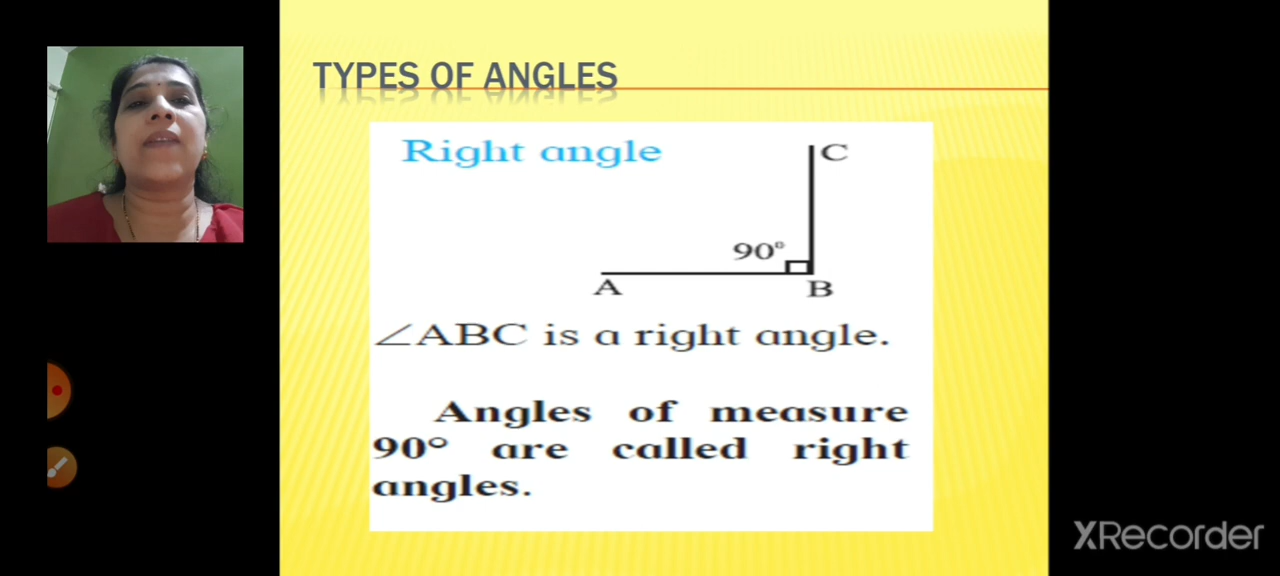 TYPES OF ANGLES
Right angle
C
90°
A
B
∠ABC is a right angle.
Angles of measure
90° are called right
angles.
XRecorder